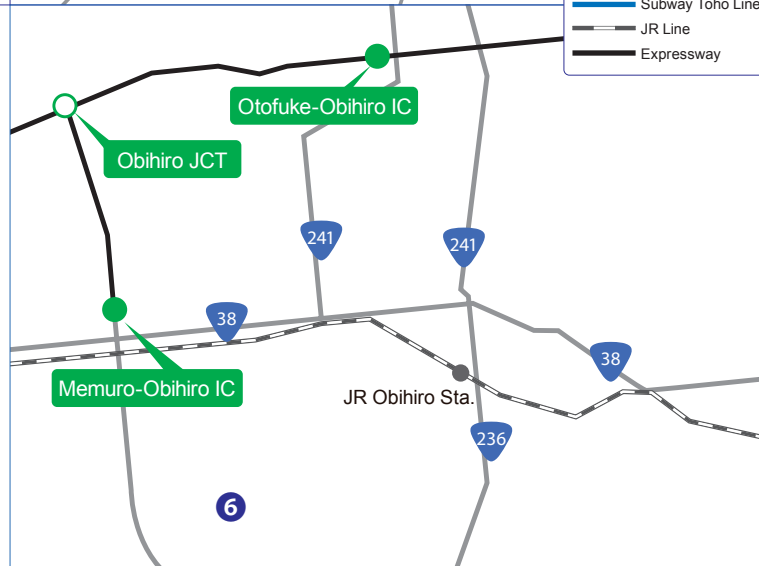 Subway Toho Line
JR Line
Expressway
Otofuke-Obihiro IC
Obihiro JCT
241
241
38
38
Memuro-Obihiro IC
JR Obihiro Sta.
236
6